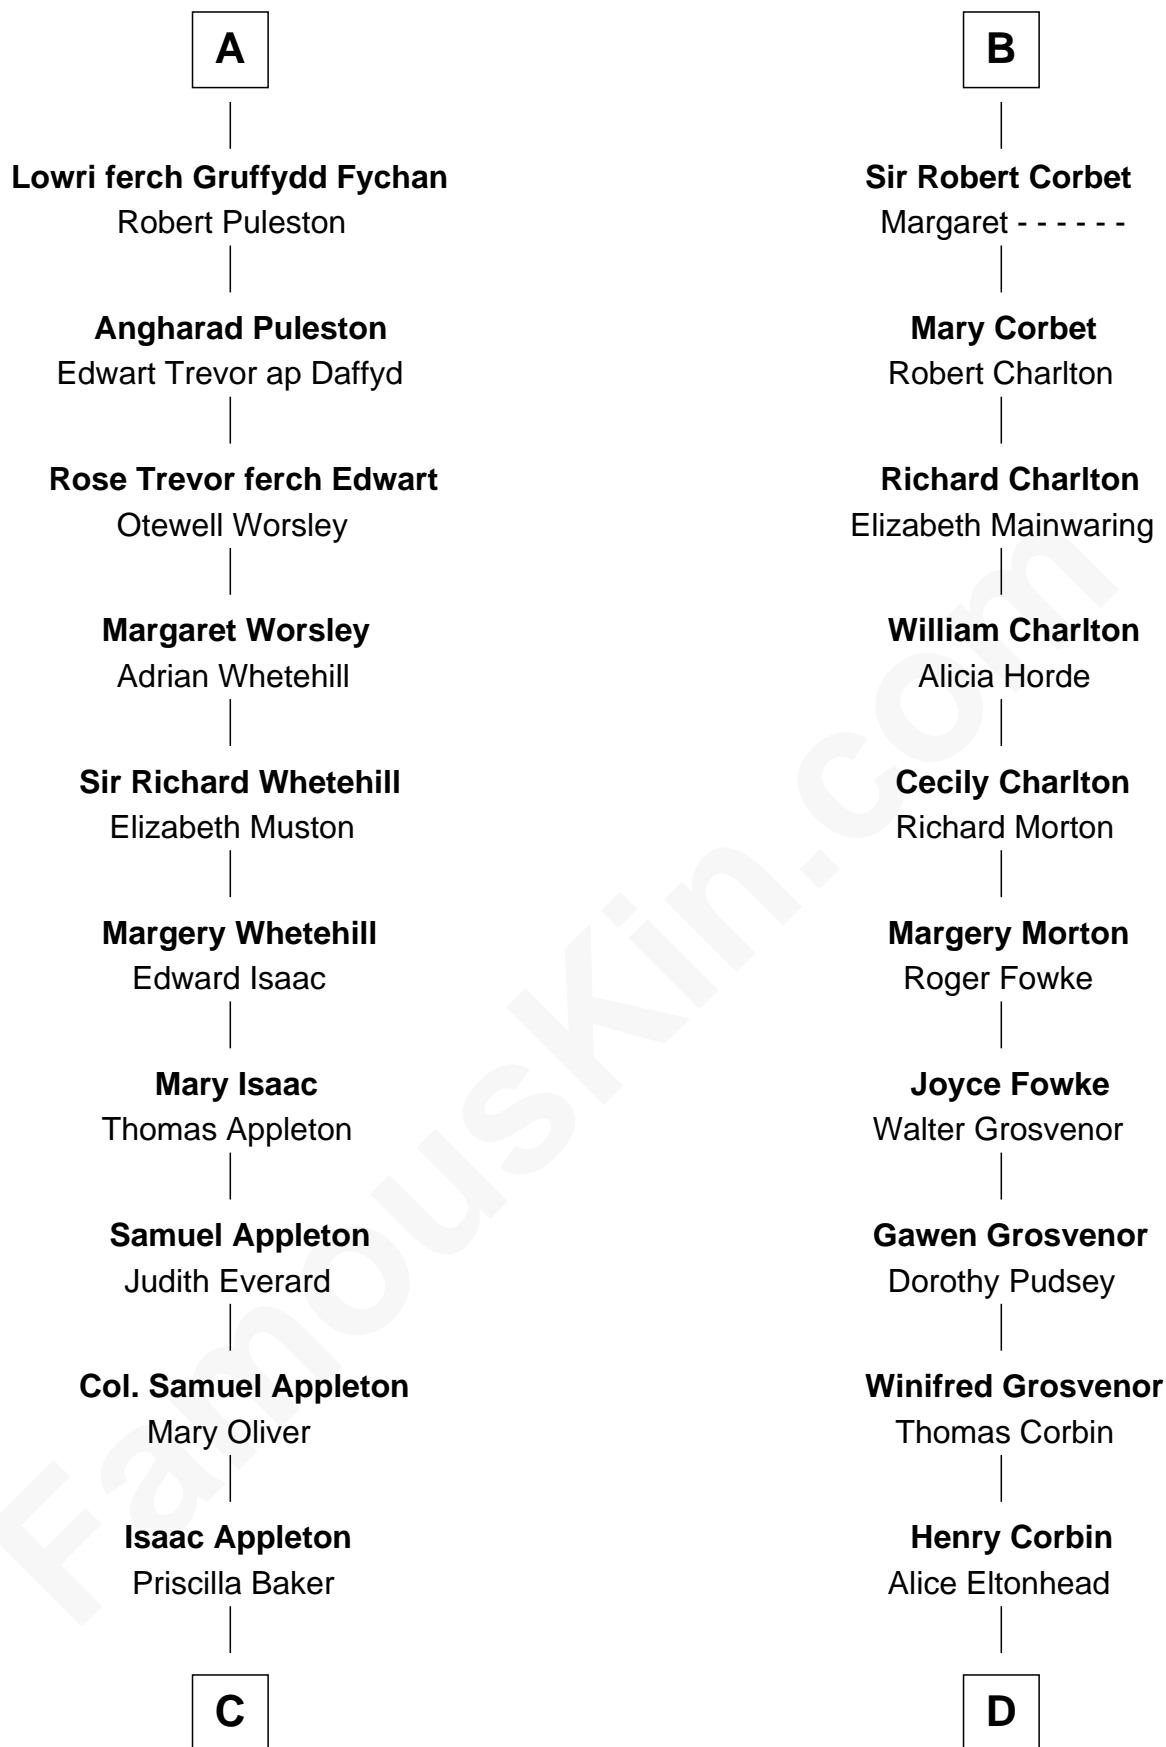 A
Lowri ferch Gruffydd Fychan
Robert Puleston
Angharad Puleston
Edwart Trevor ap Daffyd
Rose Trevor ferch Edwart
Otewell Worsley
Margaret Worsley
Adrian Whetehill
Sir Richard Whetehill
Elizabeth Muston
Margery Whetehill
Edward Isaac
Mary Isaac
Thomas Appleton
Samuel Appleton
Judith Everard
Col. Samuel Appleton
Mary Oliver
Isaac Appleton
Priscilla Baker
C
B
Sir Robert Corbet
Margaret - - - - - -
Mary Corbet
Robert Charlton
Richard Charlton
Elizabeth Mainwaring
William Charlton
Alicia Horde
Cecily Charlton
Richard Morton
Margery Morton
Roger Fowke
Joyce Fowke
Walter Grosvenor
Gawen Grosvenor
Dorothy Pudsey
Winifred Grosvenor
Thomas Corbin
Henry Corbin
Alice Eltonhead
D
FamousKin.com